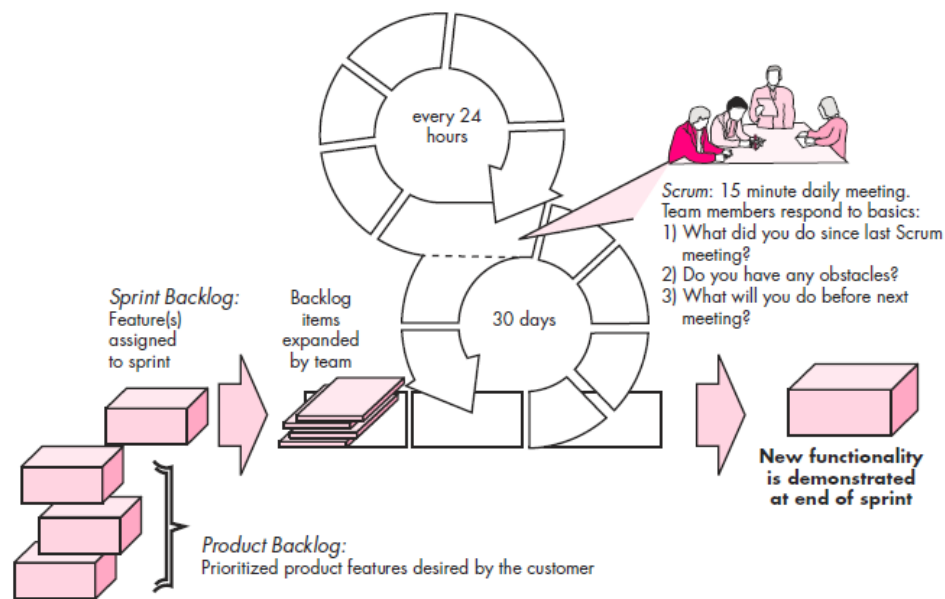 every 24
hours
Scrum: 15 minute daily meeting.
Team members respond to basics:
1) What did you do since last Scrum
meeting?
2) Do you have any obstacles?
3) What will you do before next
meeting?
Sprint Backlog:
Feature(s)
assigned
to sprint
Backlog
items
expanded
by team
30 days
New functionality
is demonstrated
at end of sprint
Product Backlog:
Prioritized product features desired by the customer